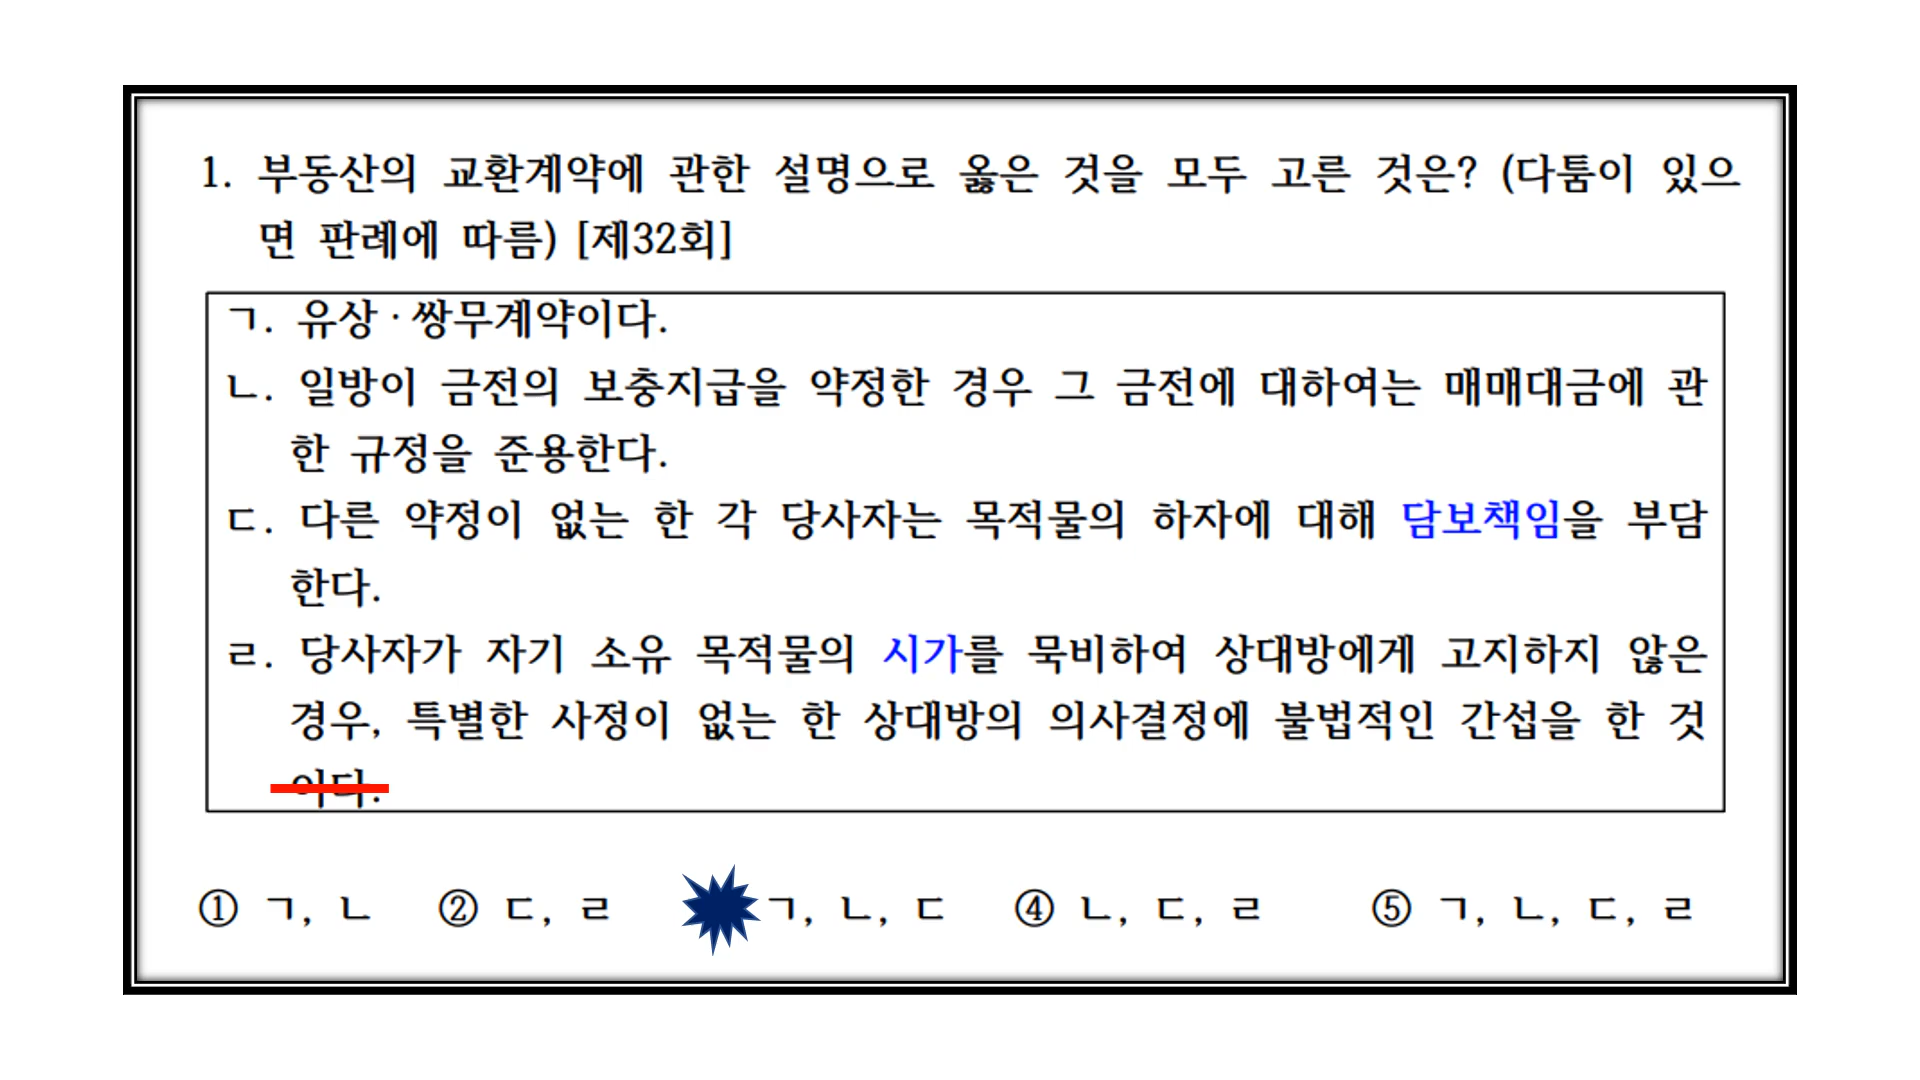 1. 부동산의 교환계약에 관한 설명으로 옳은 것을 모두 고른 것은? (다툼이 있으
면 판례에 따름) [제32회]
ㄱ. 유상·쌍무계약이다.
ㄴ. 일방이 금전의 보충지급을 약정한 경우 그 금전에 대하여는 매매대금에 관
한 규정을 준용한다.
ㄷ. 다른 약정이 없는 한 각 당사자는 목적물의 하자에 대해 담보책임을 부담
한다.
ㄹ. 당사자가 자기 소유 목적물의 시가를 묵비하여 상대방에게 고지하지 않은
경우, 특별한 사정이 없는 한 상대방의 의사결정에 불법적인 간섭을 한 것
이다.
① ㄱ, ㄴ ② ㄷ, ㄹ ㄱ, ㄴ, ㄷ ④ ㄴ, ㄷ, ㄹ ⑤ ㄱ, ㄴ, ㄷ, ㄹ